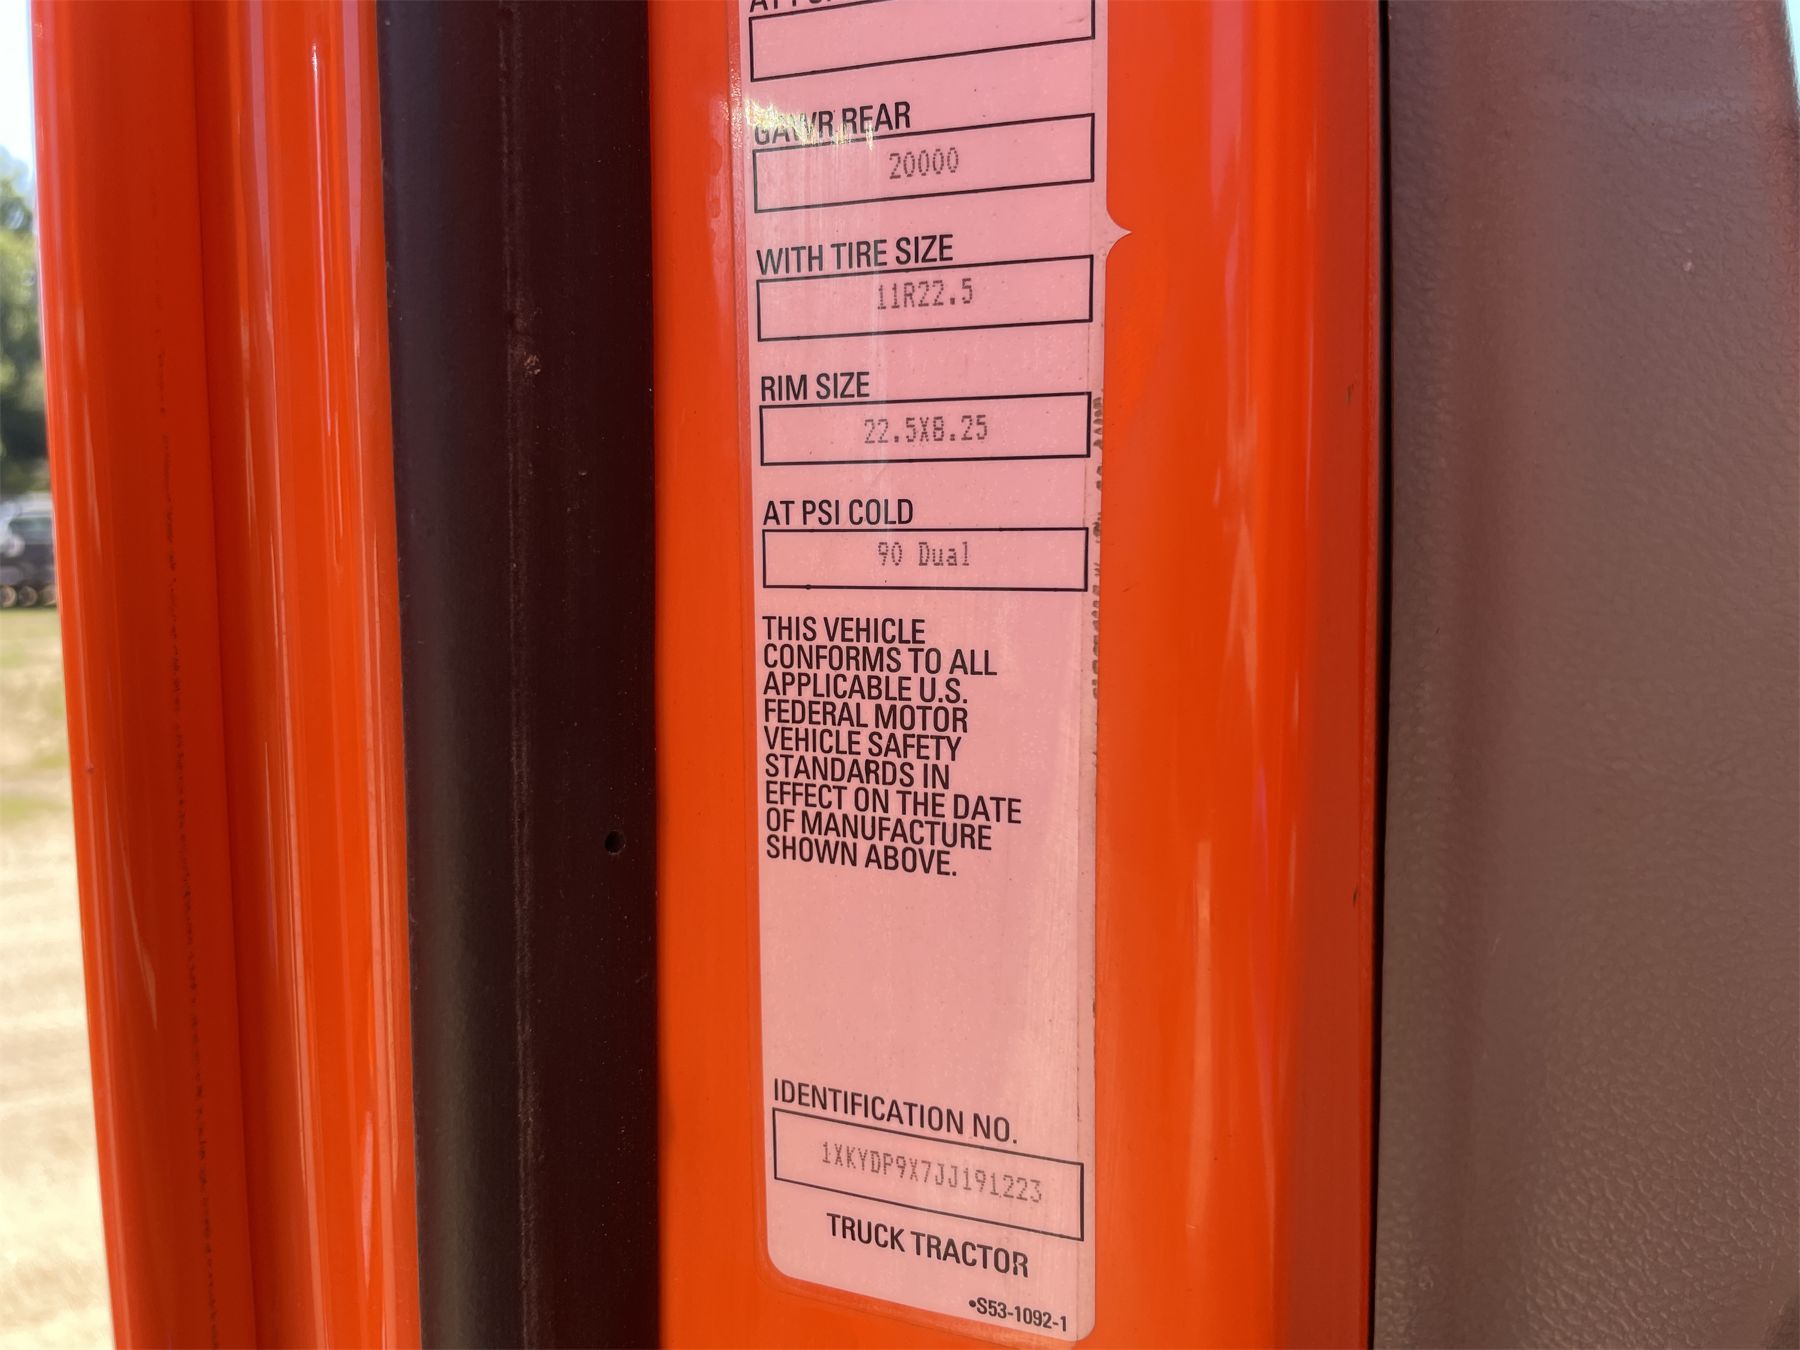 GAWR REAR
20000
WITH TIRE SIZE
11R22.5
RIM SIZE
22.5X8.25
AT PSI COLD
90 Dual
THIS VEHICLE
CONFORMS TO ALL
APPLICABLE U.S.
FEDERAL MOTOR
VEHICLE SAFETY
STANDARDS IN
EFFECT ON THE DATE
OF MANUFACTURE
SHOWN ABOVE.
IDENTIFICATION NO.
1XKYDP9X7JJ191223
TRUCK TRACTOR
•S53-1092-1